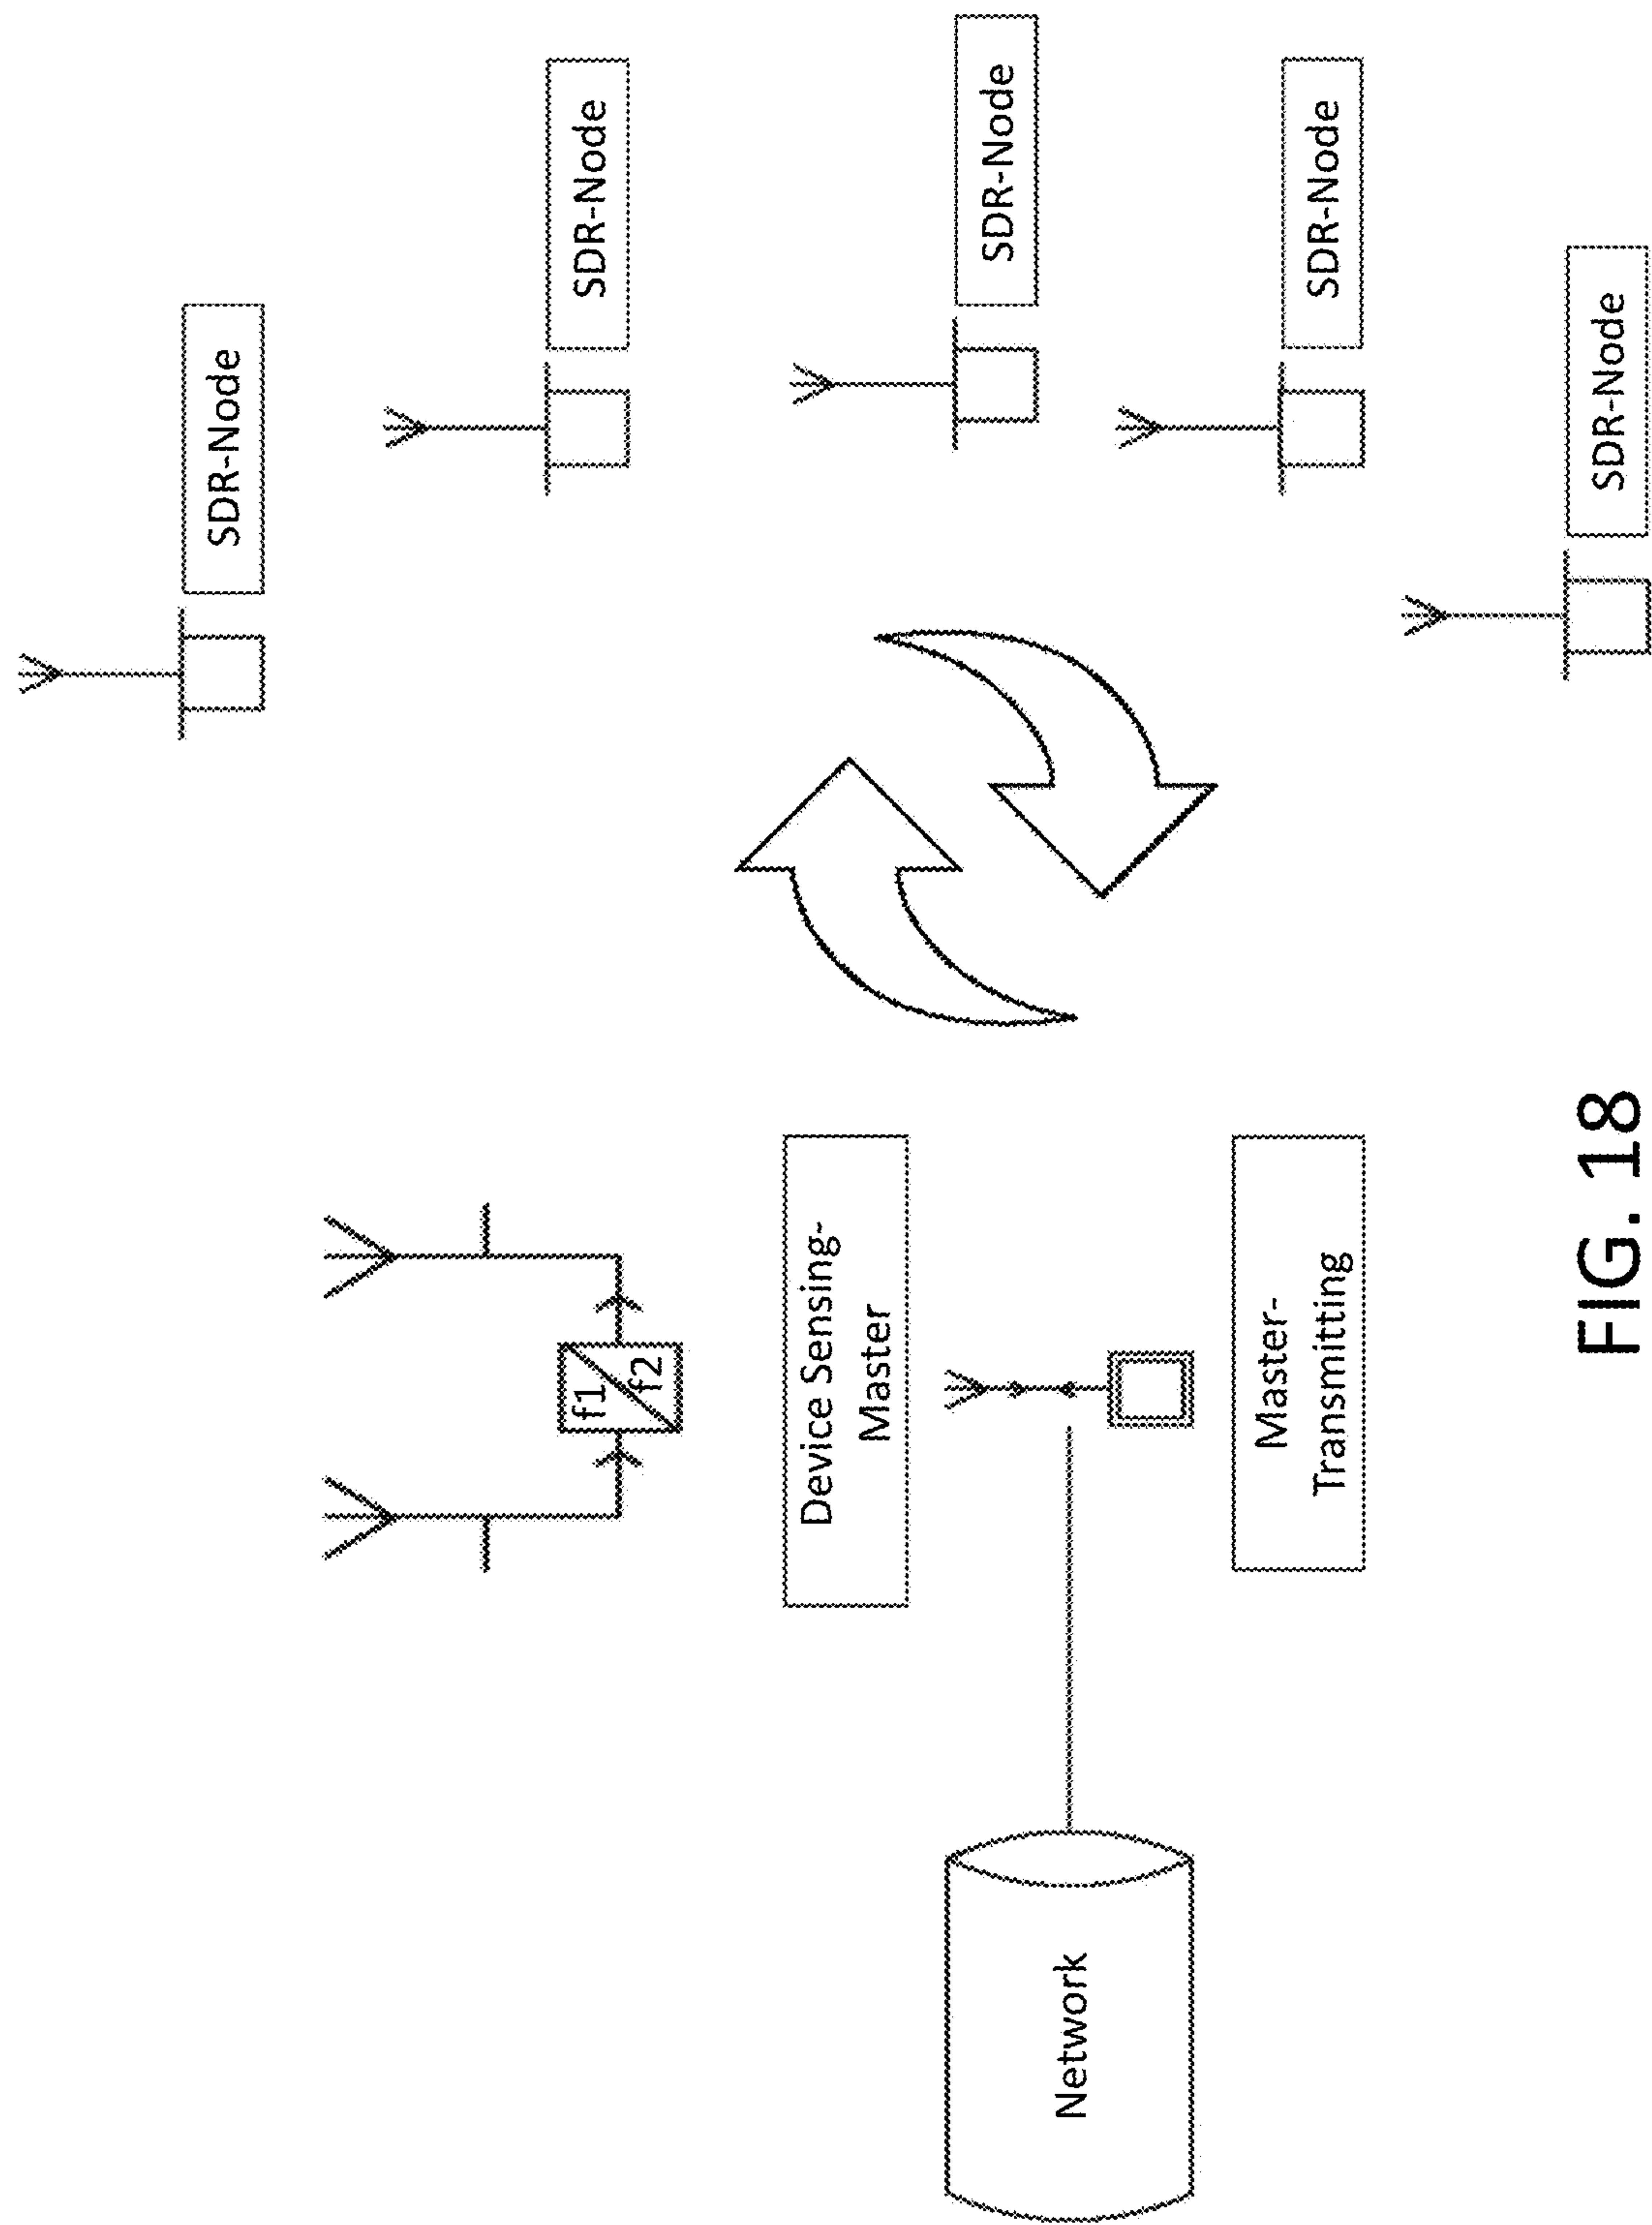 SDR-Node
SDR-Node
SDR-Node
SDR-Node
SDR-Node
f1
f2
Device Sensing-
Master
Master-
Transmitting
Network
FIG. 18